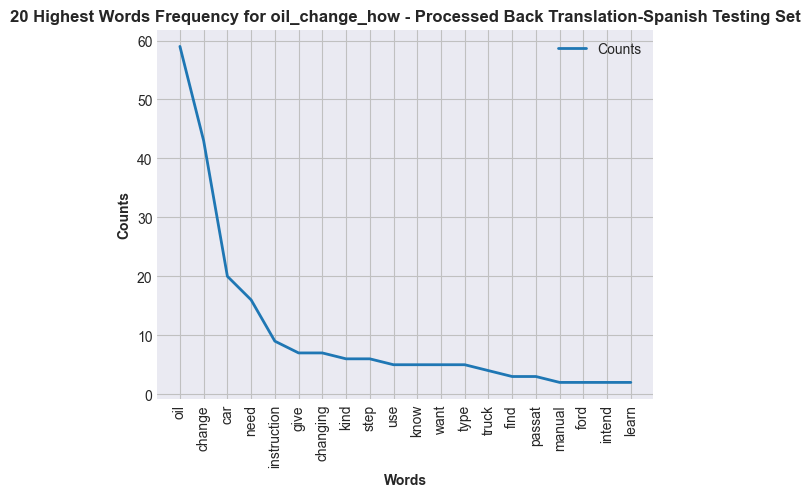 20 Highest Words Frequency for oil_change_how - Processed Back Translation-Spanish Testing Set
Counts
60
50
40
30
20
10
0
Counts
oil
change
car
need
instruction
give
changing
kind
step
use
know
want
type
truck
find
passat
manual
ford
intend
learn
Words